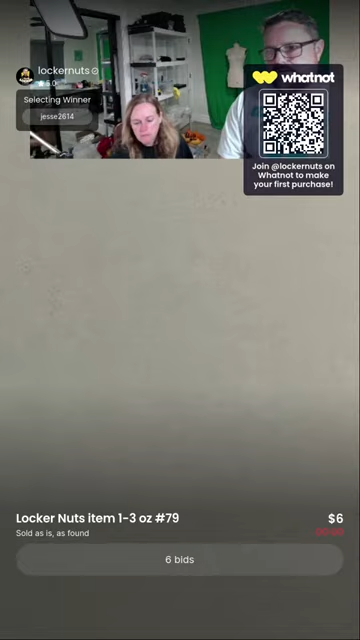 lockernuts
5.0
Selecting Winner
jesse2614
whatnot
Join @lockernuts on
Whatnot to make
your first purchase!
Locker Nuts item 1-3 oz #79
$6
Sold as is, as found
00:00
6 bids